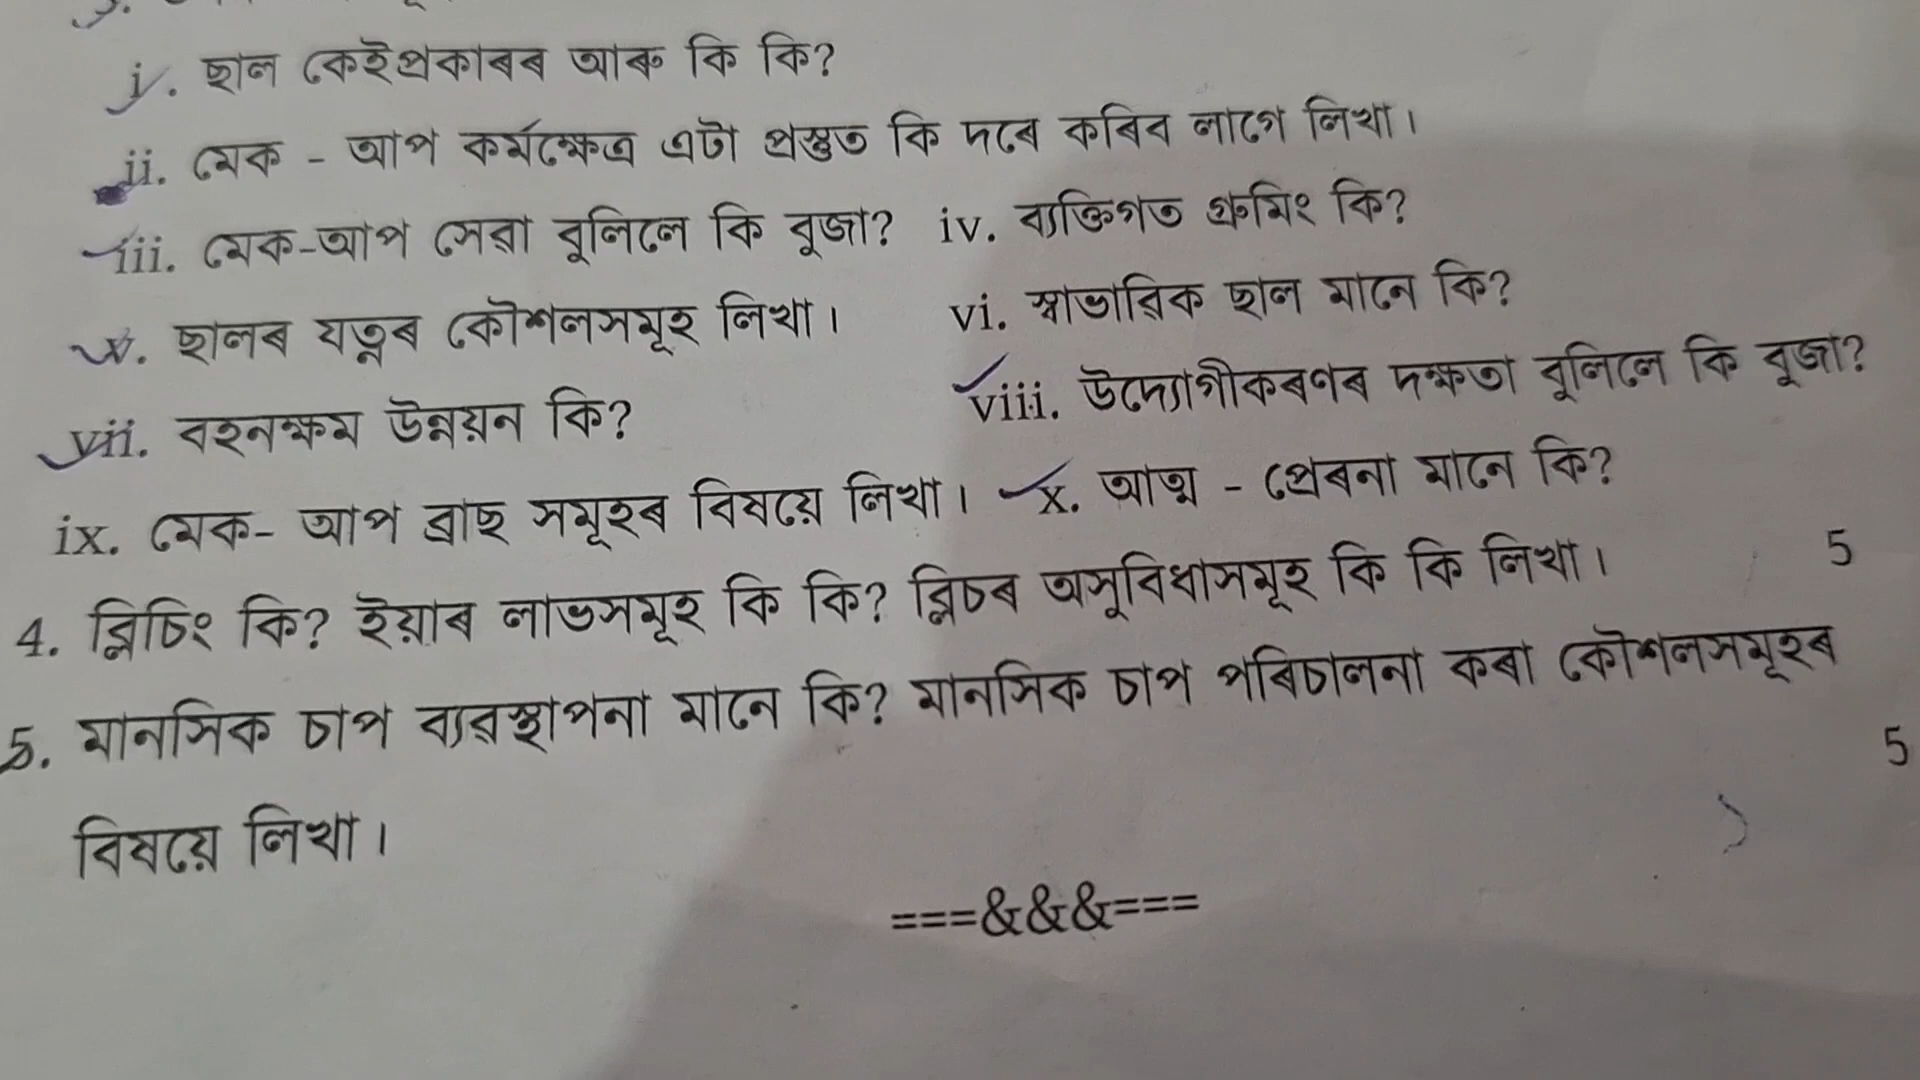 i. ছাল কেইপ্ৰকাৰৰ আৰু কি কি?
ii. মেক - আপ কৰ্মক্ষেত্ৰ এটা প্ৰস্তুত কি দৰে কৰিব লাগে লিখা।
iii. মেক-আপ সেৱা বুলিলে কি বুজা? iv. ব্যক্তিগত গ্ৰুমিং কি?
v. ছালৰ যত্নৰ কৌশলসমূহ লিখা। vi. স্বাভাৱিক ছাল মানে কি?
vii. বহনক্ষম উন্নয়ন কি? viii. উদ্যোগীকৰণৰ দক্ষতা বুলিলে কি বুজা?
ix. মেক- আপ ব্ৰাছ সমূহৰ বিষয়ে লিখা। x. আত্ম - প্ৰেৰনা মানে কি?
4. ব্লিচিং কি? ইয়াৰ লাভসমূহ কি কি? ব্লিচৰ অসুবিধাসমূহ কি কি লিখা। 5
5. মানসিক চাপ ব্যৱস্থাপনা মানে কি? মানসিক চাপ পৰিচালনা কৰা কৌশলসমূহৰ
বিষয়ে লিখা। 5
===&&&===